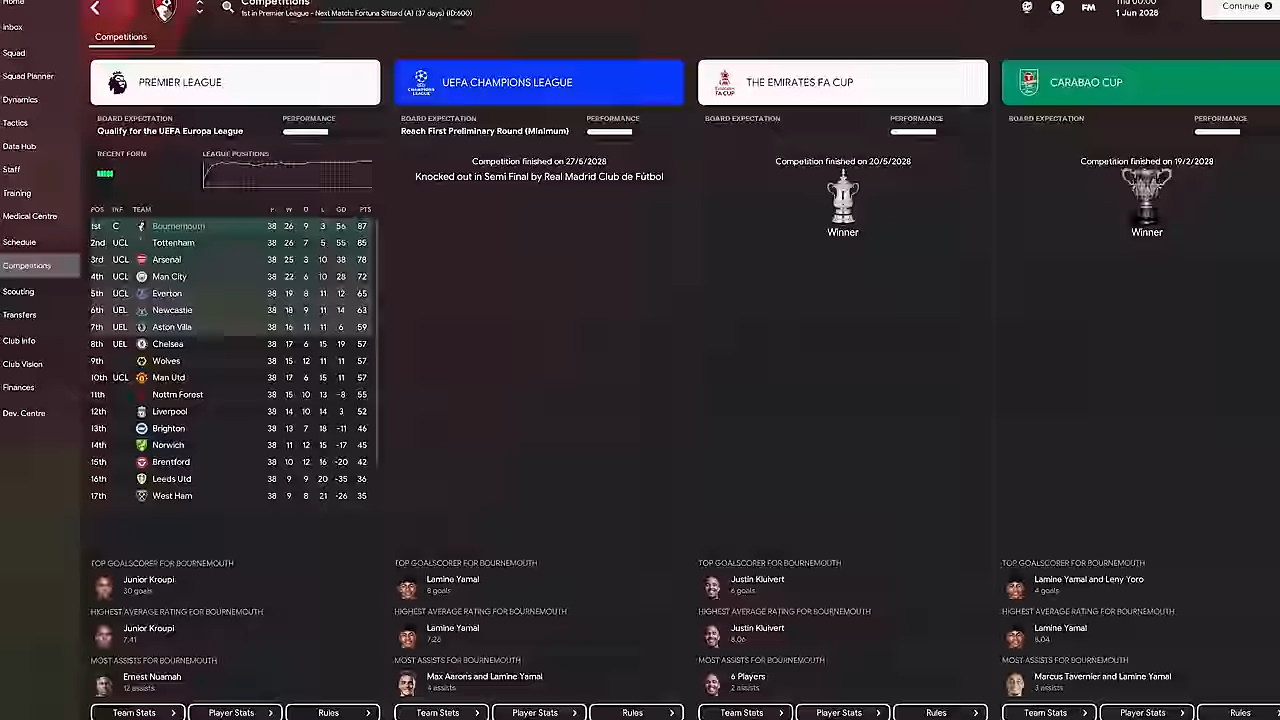 Home
Competitions
1st in Premier League - Next Match: Fortuna Sittard (A) (37 days) (ID:600)
FM
Thu 00:00
1 Jun 2028
Continue
Inbox
Squad
Squad Planner
Dynamics
Tactics
Data Hub
Staff
Training
Medical Centre
Schedule
Competitions
Scouting
Transfers
Club Info
Club Vision
Finances
Dev. Centre
Competitions
PREMIER LEAGUE
BOARD EXPECTATION PERFORMANCE
Qualify for the UEFA Europa League
RECENT FORM LEAGUE POSITIONS
POS INF TEAM P W D L GD PTS
1st C Bournemouth 38 26 9 3 56 87
2nd UCL Tottenham 38 26 7 5 55 85
3rd UCL Arsenal 38 25 3 10 38 78
4th UCL Man City 38 22 6 10 28 72
5th UCL Everton 38 19 8 11 12 65
6th UEL Newcastle 38 18 9 11 14 63
7th UEL Aston Villa 38 16 11 11 6 59
8th UEL Chelsea 38 17 6 15 19 57
9th Wolves 38 15 12 11 11 57
10th UCL Man Utd 38 17 6 15 11 57
11th Nottm Forest 38 15 10 13 -8 55
12th Liverpool 38 14 10 14 3 52
13th Brighton 38 13 7 18 -11 46
14th Norwich 38 11 12 15 -17 45
15th Brentford 38 10 12 16 -20 42
16th Leeds Utd 38 9 9 20 -35 36
17th West Ham 38 9 8 21 -26 35
TOP GOALSCORER FOR BOURNEMOUTH
Junior Kroupi
30 goals
HIGHEST AVERAGE RATING FOR BOURNEMOUTH
Junior Kroupi
7.41
MOST ASSISTS FOR BOURNEMOUTH
Ernest Nuamah
12 assists
Team Stats Player Stats Rules
UEFA CHAMPIONS LEAGUE
BOARD EXPECTATION PERFORMANCE
Reach First Preliminary Round (Minimum)
Competition finished on 27/5/2028
Knocked out in Semi Final by Real Madrid Club de Fútbol
TOP GOALSCORER FOR BOURNEMOUTH
Lamine Yamal
8 goals
HIGHEST AVERAGE RATING FOR BOURNEMOUTH
Lamine Yamal
7.26
MOST ASSISTS FOR BOURNEMOUTH
Max Aarons and Lamine Yamal
4 assists
Team Stats Player Stats Rules
THE EMIRATES FA CUP
BOARD EXPECTATION PERFORMANCE
Competition finished on 20/5/2028
Winner
TOP GOALSCORER FOR BOURNEMOUTH
Justin Kluivert
6 goals
HIGHEST AVERAGE RATING FOR BOURNEMOUTH
Justin Kluivert
8.06
MOST ASSISTS FOR BOURNEMOUTH
6 Players
2 assists
Team Stats Player Stats Rules
CARABAO CUP
BOARD EXPECTATION PERFORMANCE
Competition finished on 19/2/2028
Winner
TOP GOALSCORER FOR BOURNEMOUTH
Lamine Yamal and Leny Yoro
4 goals
HIGHEST AVERAGE RATING FOR BOURNEMOUTH
Lamine Yamal
8.04
MOST ASSISTS FOR BOURNEMOUTH
Marcus Tavernier and Lamine Yamal
3 assists
Team Stats Player Stats Rules